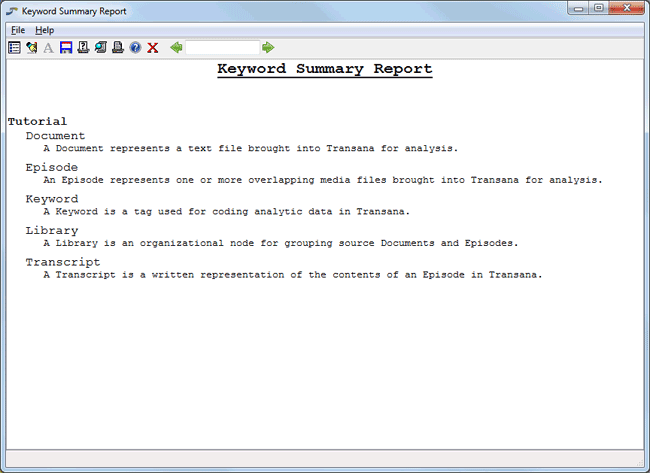 Keyword Summary Report
File Help
Keyword Summary Report
Tutorial
Document
A Document represents a text file brought into Transana for analysis.
Episode
An Episode represents one or more overlapping media files brought into Transana for analysis.
Keyword
A Keyword is a tag used for coding analytic data in Transana.
Library
A Library is an organizational node for grouping source Documents and Episodes.
Transcript
A Transcript is a written representation of the contents of an Episode in Transana.